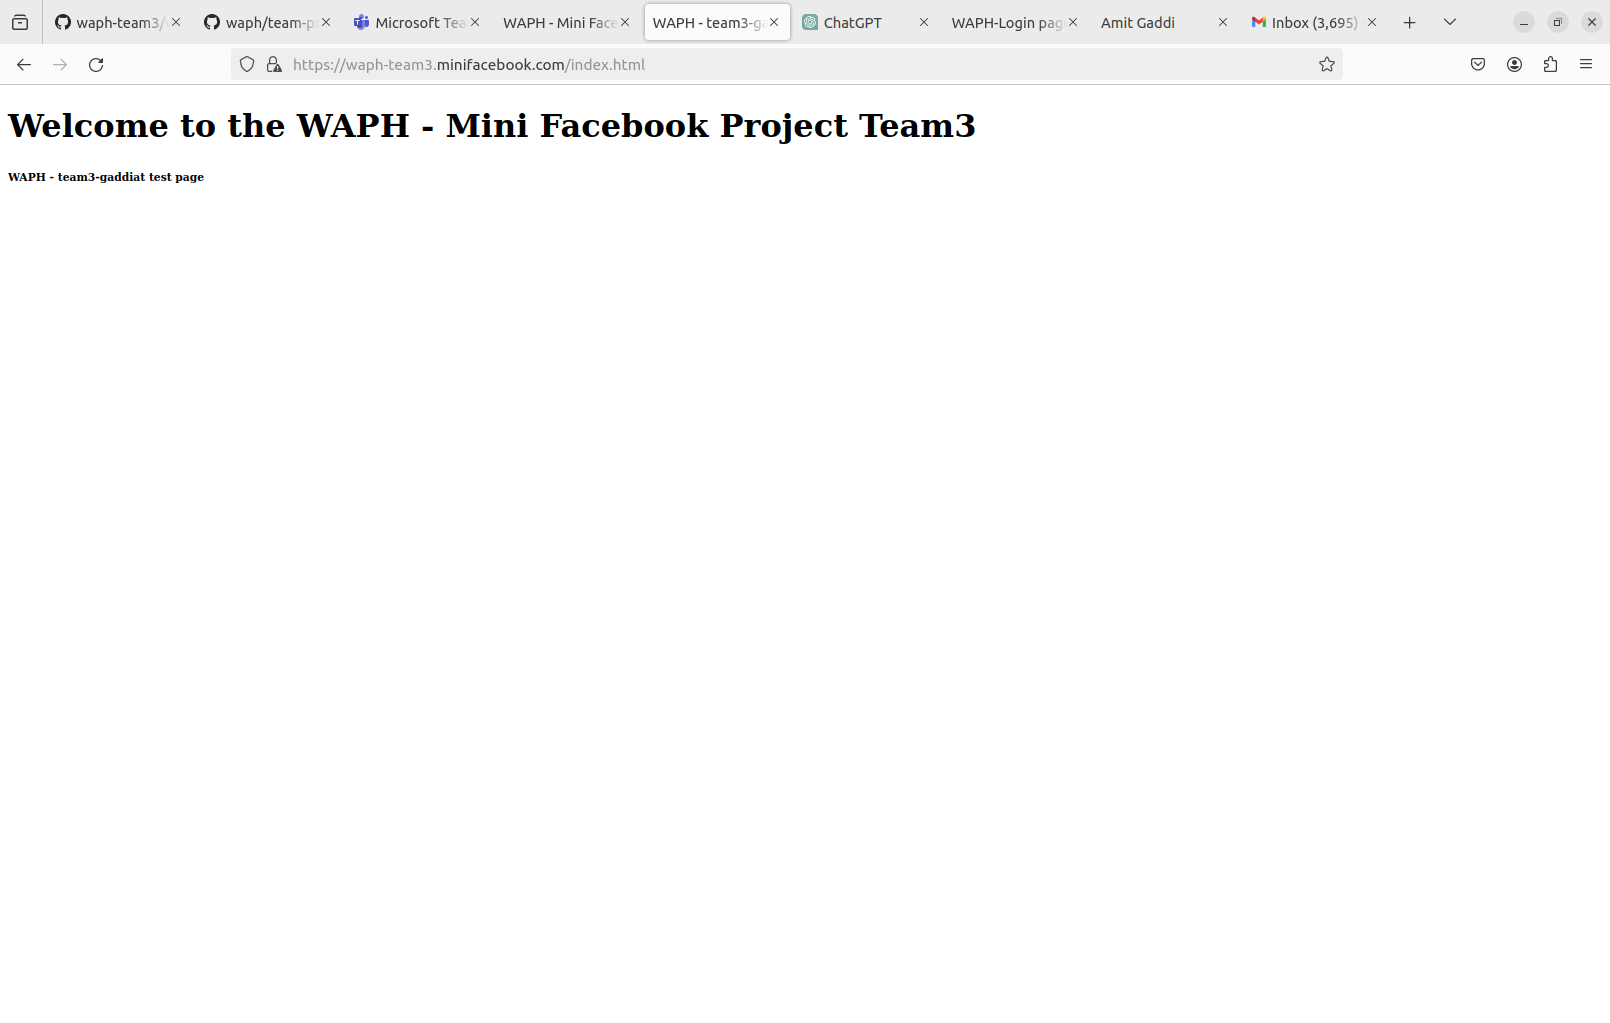 waph-team3/ waph/team-p Microsoft Tea WAPH - Mini Face WAPH - team3-ga ChatGPT WAPH-Login pag Amit Gaddi Inbox (3,695)
https://waph-team3.minifacebook.com/index.html
Welcome to the WAPH - Mini Facebook Project Team3
WAPH - team3-gaddiat test page